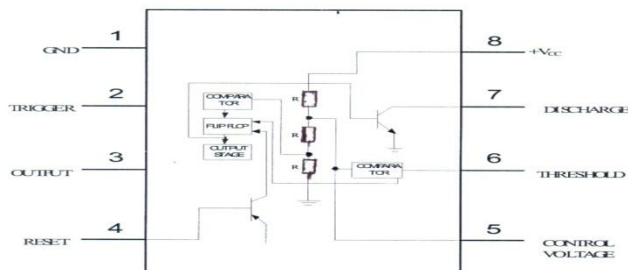 1
GND
2
TRIGGER
3
OUTPUT
4
RESET
COMPARA
TOR
FLIP FLOP
OUTPUT
STAGE
R
R
R
COMPARA
TOR
8
+Vcc
7
DISCHARGE
6
THRESHOLD
5
CONTROL
VOLTAGE